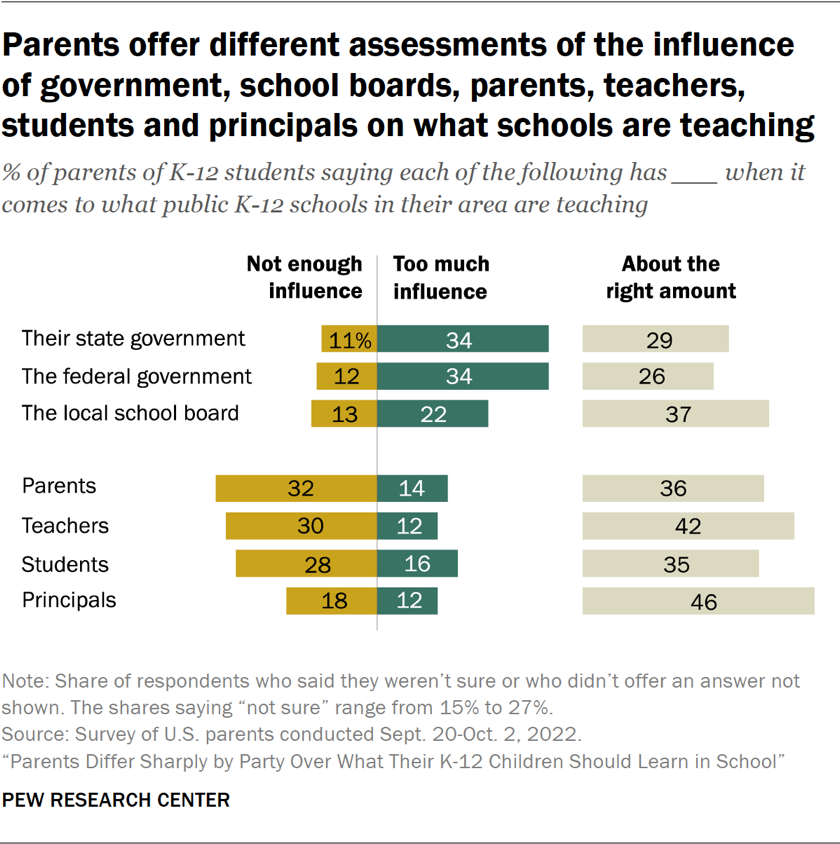 Parents offer different assessments of the influence
of government, school boards, parents, teachers,
students and principals on what schools are teaching
% of parents of K-12 students saying each of the following has ___ when it
comes to what public K-12 schools in their area are teaching
Not enough influence Too much influence About the right amount
Their state government 11% 34 29
The federal government 12 34 26
The local school board 13 22 37
Parents 32 14 36
Teachers 30 12 42
Students 28 16 35
Principals 18 12 46
Note: Share of respondents who said they weren’t sure or who didn’t offer an answer not
shown. The shares saying “not sure” range from 15% to 27%.
Source: Survey of U.S. parents conducted Sept. 20-Oct. 2, 2022.
“Parents Differ Sharply by Party Over What Their K-12 Children Should Learn in School”
PEW RESEARCH CENTER